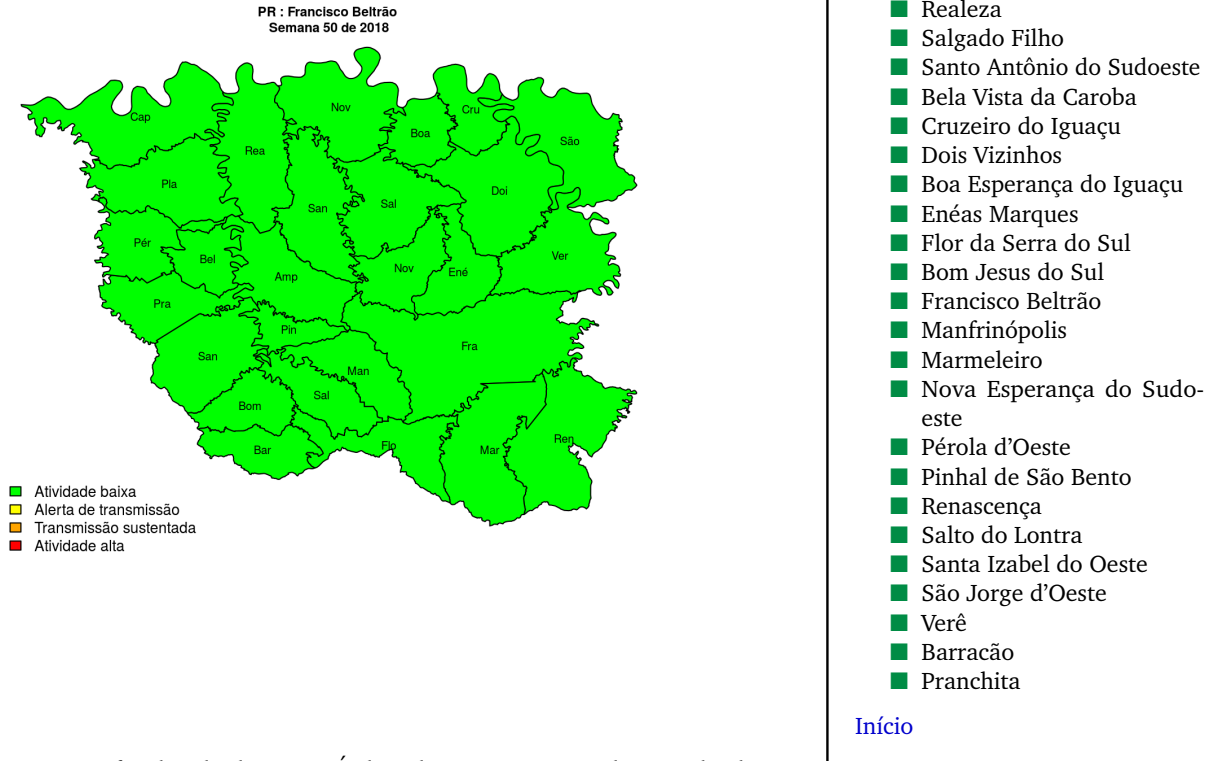 PR : Francisco Beltrão
Semana 50 de 2018
Cap
Nov
Cru
Boa
São
Rea
Pla
Doi
Sal
San
Pér
Bel
Ver
Nov
Ené
Amp
Pra
Pin
Fra
San
Man
Sal
Bom
Ren
Flo
Bar
Mar
Atividade baixa
Alerta de transmissão
Transmissão sustentada
Atividade alta
Realeza
Salgado Filho
Santo Antônio do Sudoeste
Bela Vista da Caroba
Cruzeiro do Iguaçu
Dois Vizinhos
Boa Esperança do Iguaçu
Enéas Marques
Flor da Serra do Sul
Bom Jesus do Sul
Francisco Beltrão
Manfrinópolis
Marmeleiro
Nova Esperança do Sudo-
este
Pérola d'Oeste
Pinhal de São Bento
Renascença
Salto do Lontra
Santa Izabel do Oeste
São Jorge d'Oeste
Verê
Barracão
Pranchita
Início